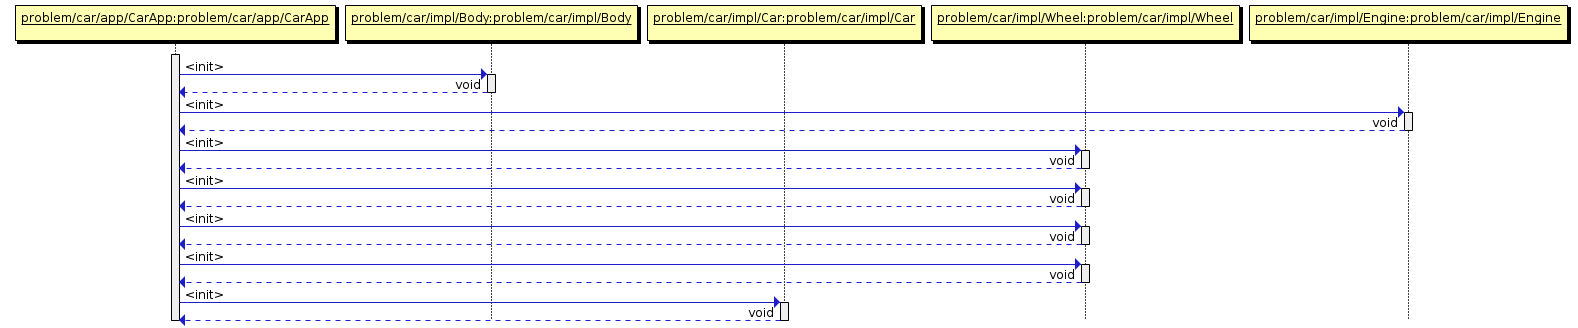 problem/car/app/CarApp:problem/car/app/CarApp
problem/car/impl/Body:problem/car/impl/Body
problem/car/impl/Car:problem/car/impl/Car
problem/car/impl/Wheel:problem/car/impl/Wheel
problem/car/impl/Engine:problem/car/impl/Engine
<init>
void
<init>
void
<init>
void
<init>
void
<init>
void
<init>
void
<init>
void